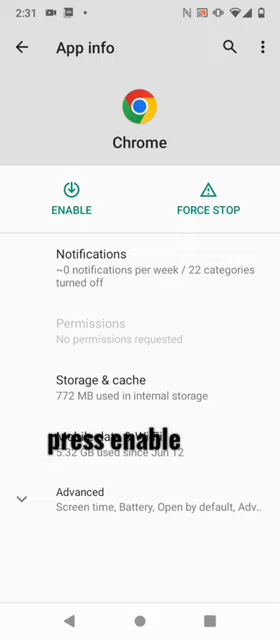 2:31
App info
Chrome
ENABLE
FORCE STOP
Notifications
~0 notifications per week / 22 categories
turned off
Permissions
No permissions requested
Storage & cache
772 MB used in internal storage
press enable
5.32 GB used since Jun 12
Advanced
Screen time, Battery, Open by default, Adv..